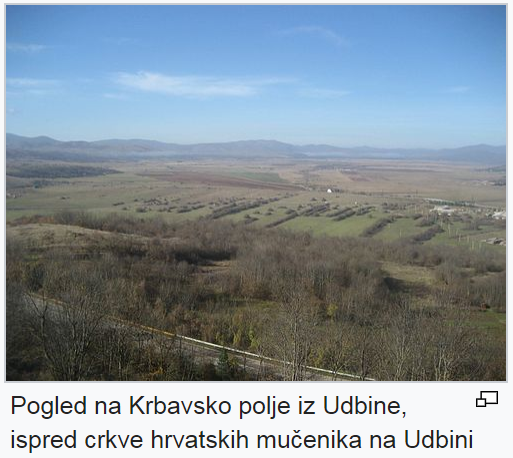 Pogled na Krbavsko polje iz Udbine,
ispred crkve hrvatskih mučenika na Udbini